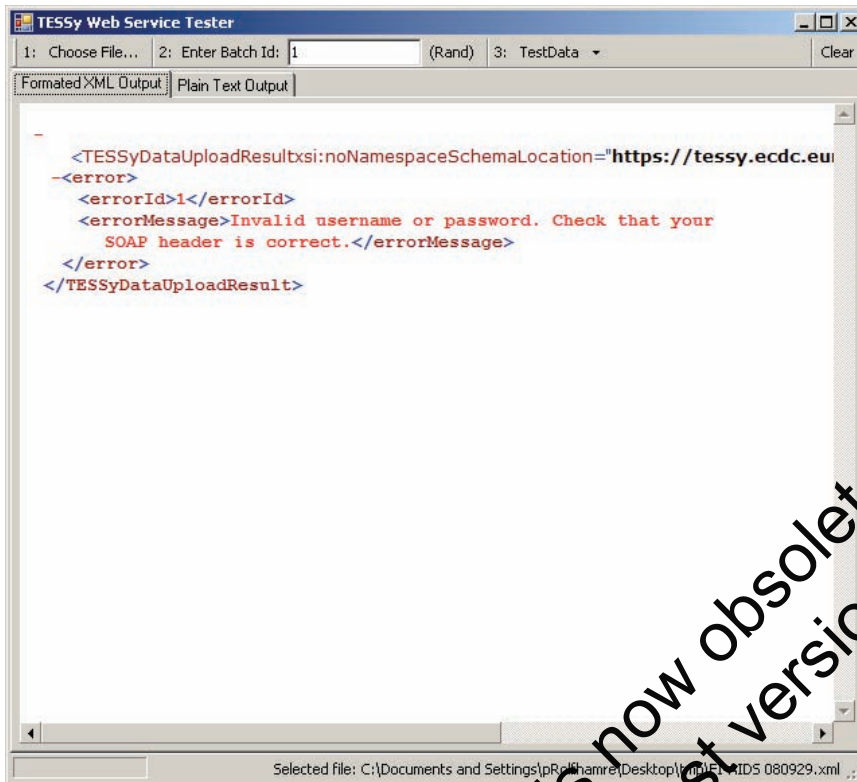 TESSy Web Service Tester
1: Choose File... 2: Enter Batch Id: 1 (Rand) 3: TestData Clear
Formated XML Output Plain Text Output
-
<TESSyDataUploadResultxsi:noNamespaceSchemaLocation="https://tessy.ecdc.eu
-<error>
<errorId>1</errorId>
<errorMessage>Invalid username or password. Check that your
SOAP header is correct.</errorMessage>
</error>
</TESSyDataUploadResult>
now obsolet
st versio
Selected file: C:\Documents and Settings\pRolfhamre\Desktop\ 080929.xml